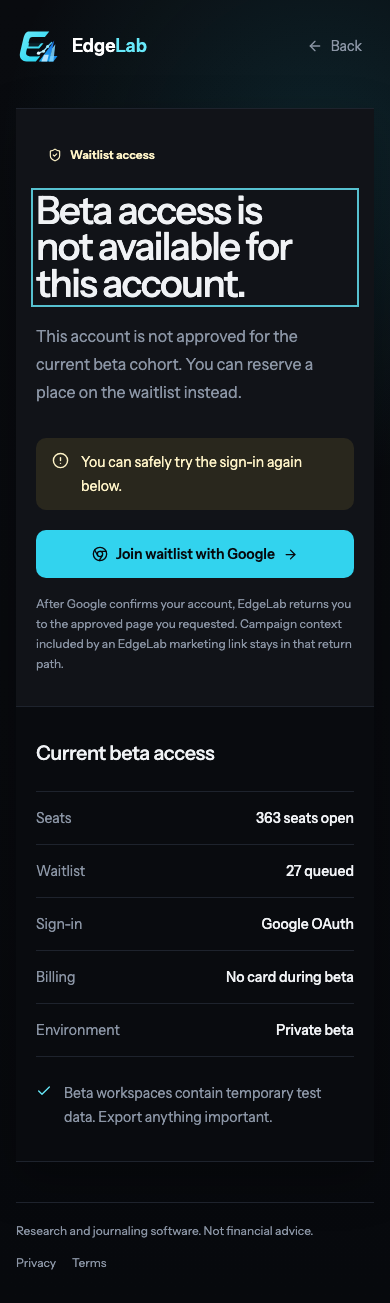 EdgeLab
Back
Waitlist access
Beta access is
not available for
this account.
This account is not approved for the
current beta cohort. You can reserve a
place on the waitlist instead.
You can safely try the sign-in again
below.
Join waitlist with Google
After Google confirms your account, EdgeLab returns you
to the approved page you requested. Campaign context
included by an EdgeLab marketing link stays in that return
path.
Current beta access
Seats 363 seats open
Waitlist 27 queued
Sign-in Google OAuth
Billing No card during beta
Environment Private beta
Beta workspaces contain temporary test
data. Export anything important.
Research and journaling software. Not financial advice.
Privacy Terms